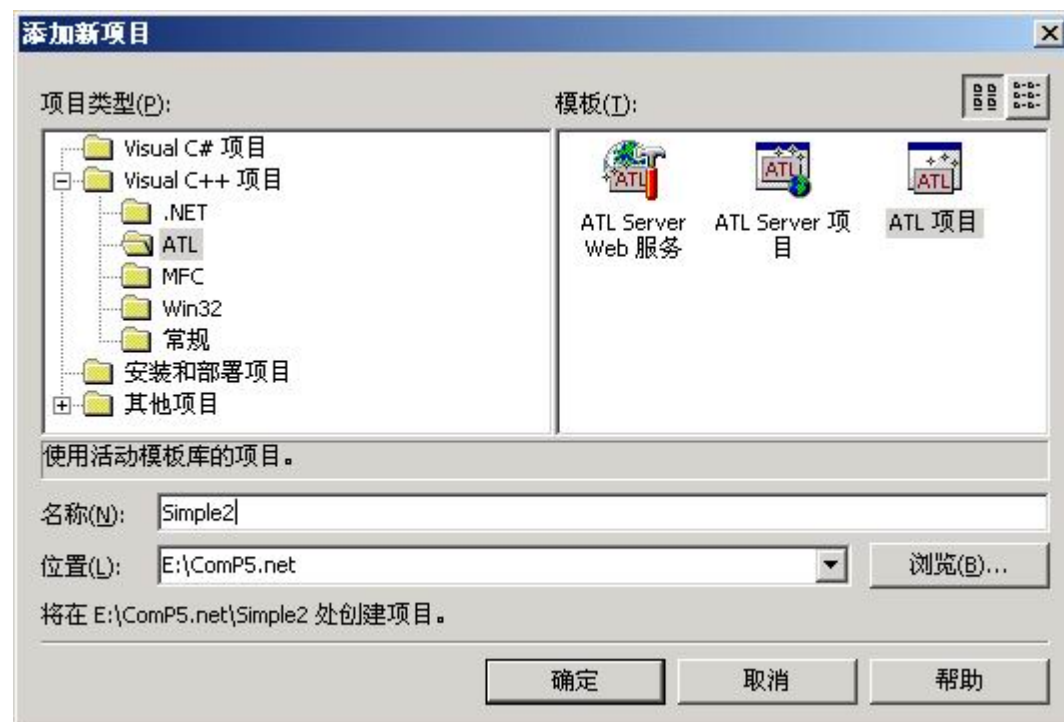 添加新项目
项目类型(P):
模板(T):
Visual C# 项目
Visual C++ 项目
.NET
ATL
MFC
Win32
常规
安装和部署项目
其他项目
ATL
ATL Server
Web 服务
ATL
ATL Server 项
目
ATL
ATL 项目
使用活动模板库的项目。
名称(N):
Simple2
位置(L):
E:\ComP5.net
浏览(B)...
将在 E:\ComP5.net\Simple2 处创建项目。
确定
取消
帮助